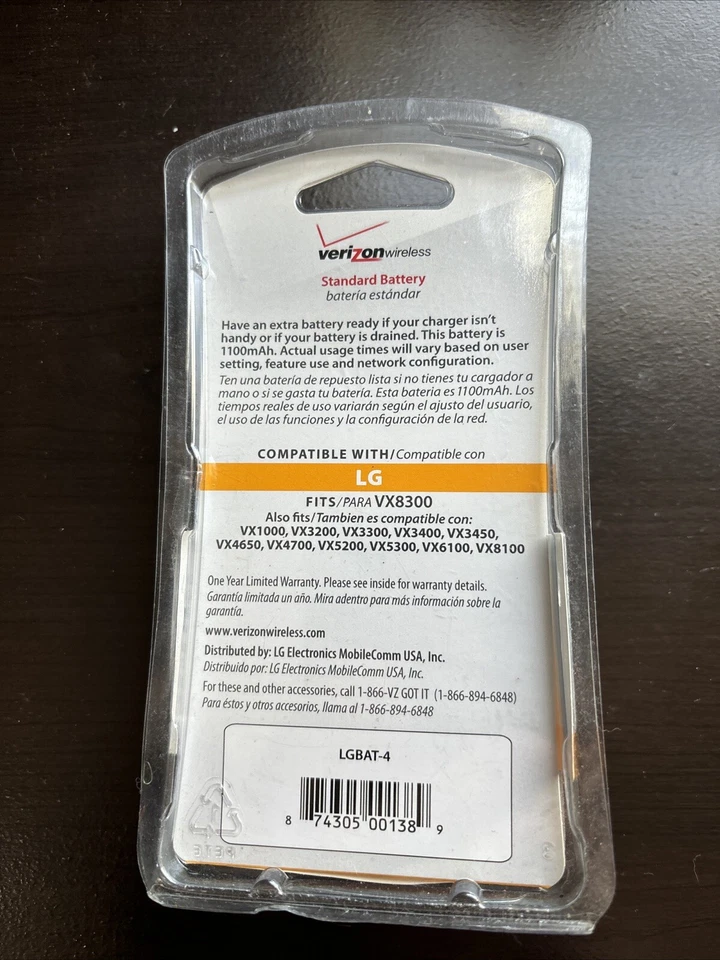 verizonwireless
Standard Battery
batería estándar
Have an extra battery ready if your charger isn't
handy or if your battery is drained. This battery is
1100mAh. Actual usage times will vary based on user
setting, feature use and network configuration.
Ten una batería de repuesto lista si no tienes tu cargador a
mano o si se gasta tu batería. Esta bateria es 1100mAh. Los
tiempos reales de uso variarán según el ajusto del usuario,
el uso de las funciones y la configuración de la red.
COMPATIBLE WITH/Compatible con
LG
FITS/PARA VX8300
Also fits/Tambien es compatible con:
VX1000, VX3200, VX3300, VX3400, VX3450,
VX4650, VX4700, VX5200, VX5300, VX6100, VX8100
One Year Limited Warranty. Please see inside for warranty details.
Garantía limitada un año. Mira adentro para más información sobre la
garantía.
www.verizonwireless.com
Distributed by: LG Electronics MobileComm USA, Inc.
Distribuido por: LG Electronics MobileComm USA, Inc.
For these and other accessories, call 1-866-VZ GOT IT (1-866-894-6848)
Para éstos y otros accesorios, llama al 1-866-894-6848
LGBAT-4
8 74305 00138 9